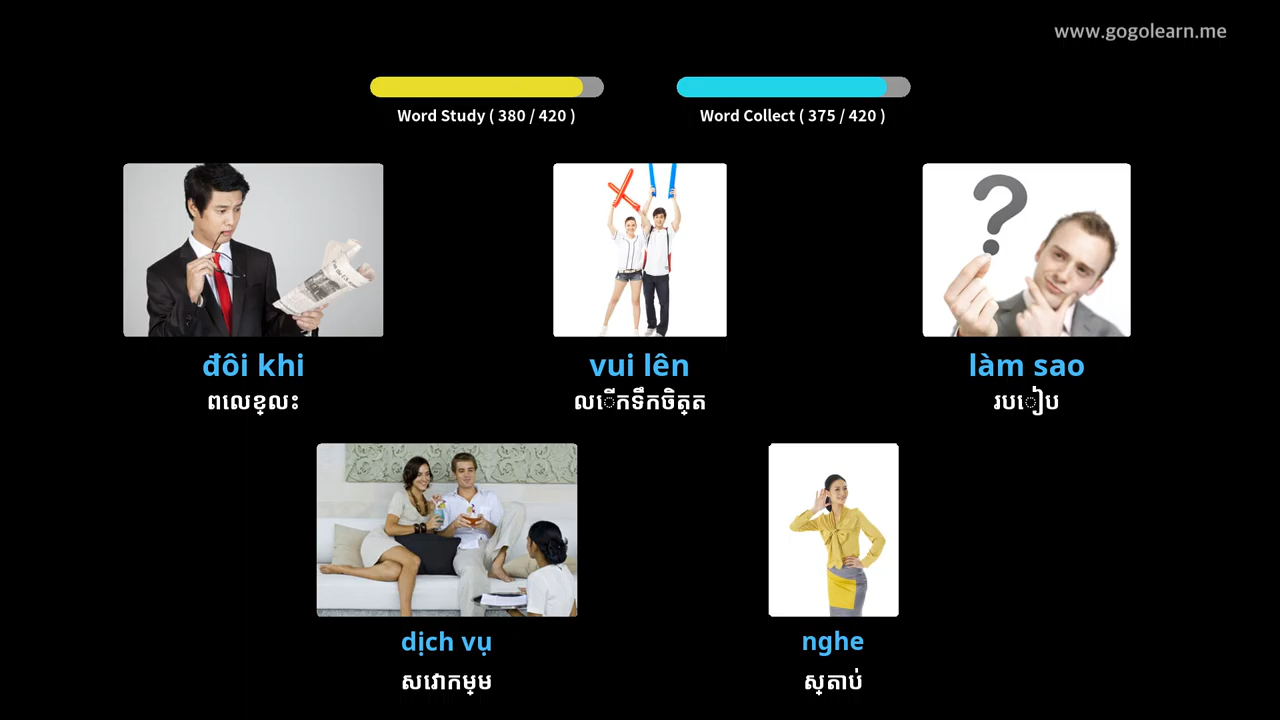 www.gogolearn.me
Word Study ( 380 / 420 )
Word Collect ( 375 / 420 )
đôi khi
vui lên
làm sao
ពេលខ្លះ
លើកទឹកចិត្ត
របៀប
dịch vụ
nghe
សេវាកម្ម
ស្តាប់